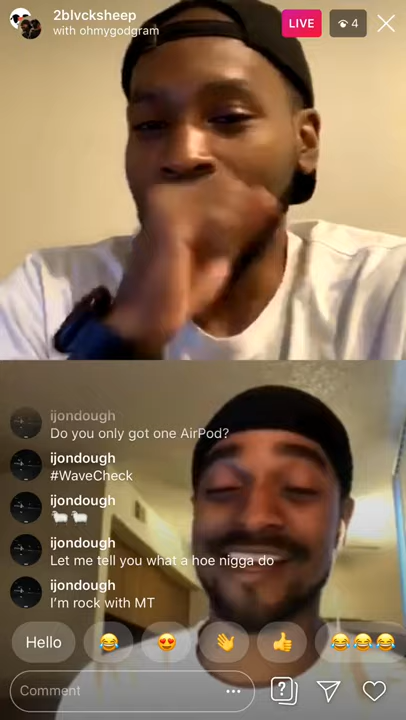 2blvcksheep
with ohmygodgram
LIVE
4
ijondough
Do you only got one AirPod?
ijondough
#WaveCheck
ijondough
🐑 🐑
ijondough
Let me tell you what a hoe nigga do
ijondough
I'm rock with MT
Hello 😂 😍 👋 👍 😂😂😂
Comment